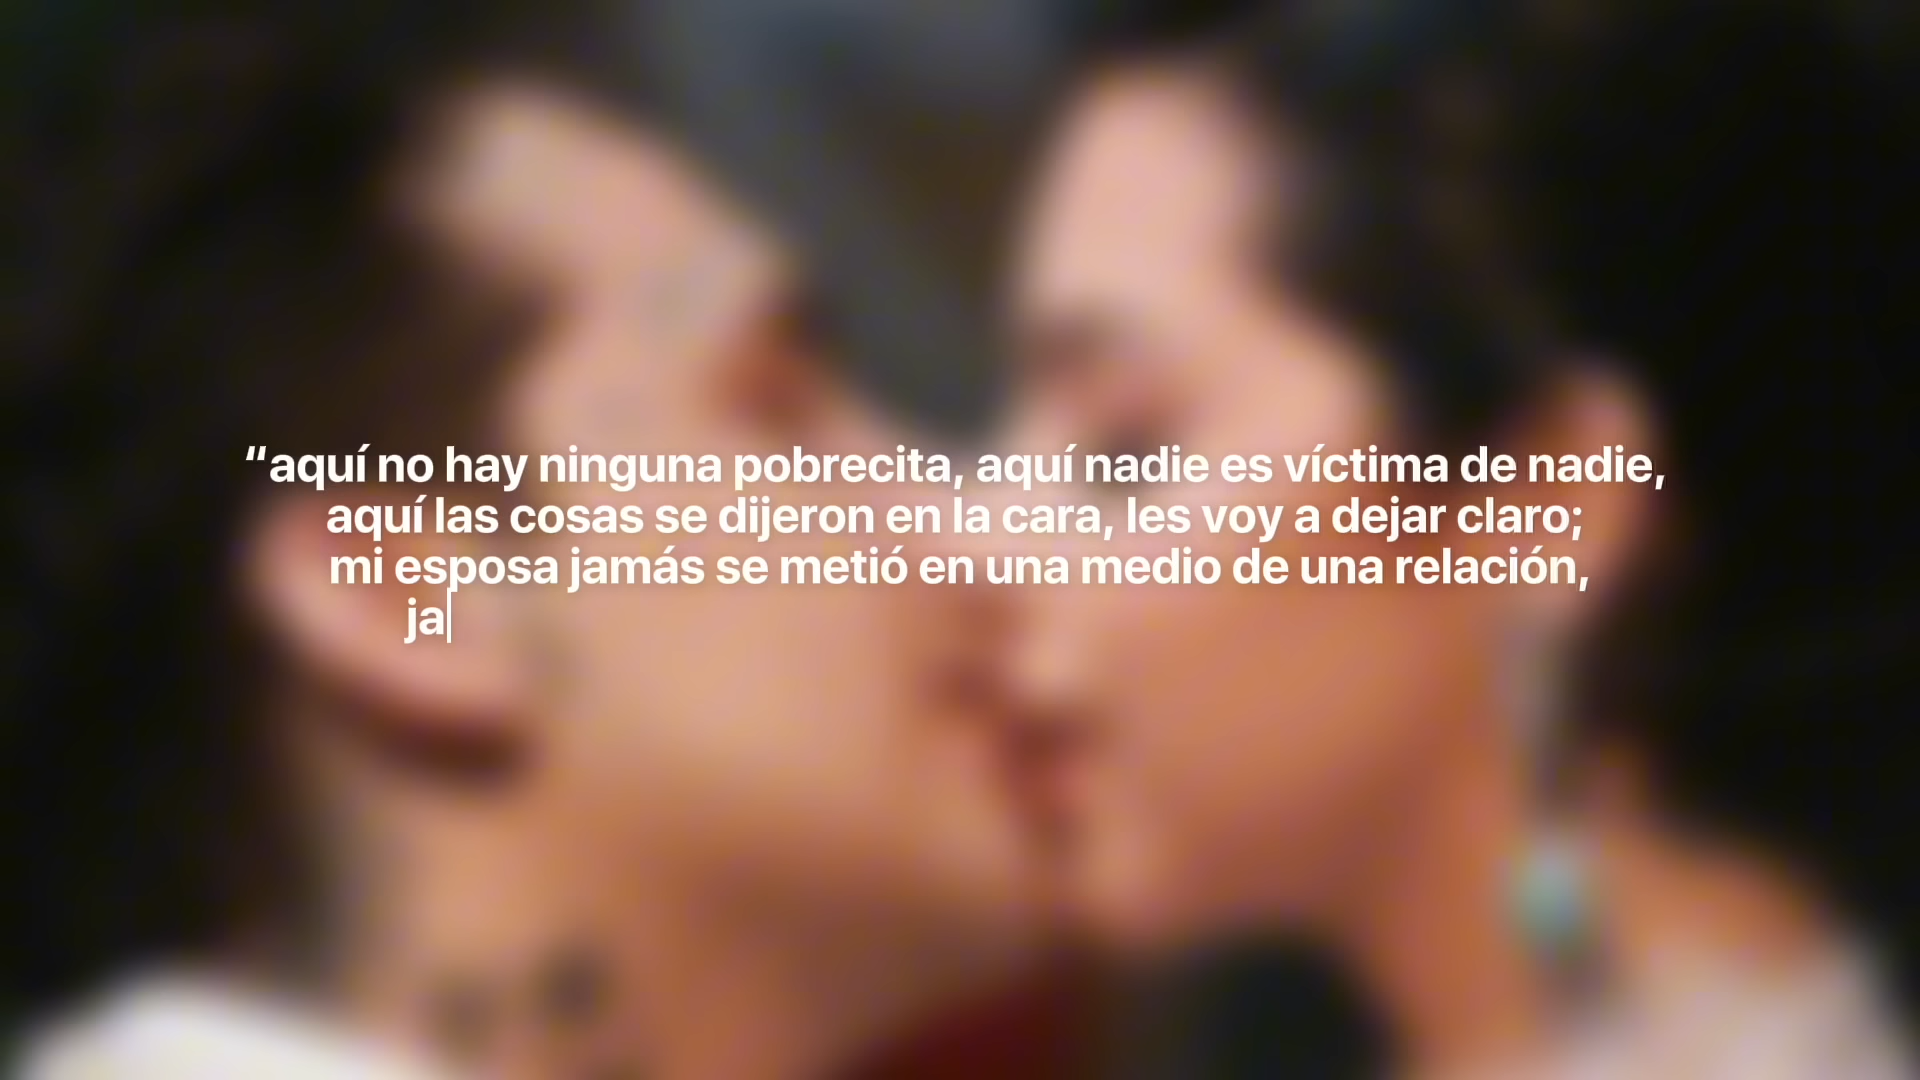 “aquí no hay ninguna pobrecita, aquí nadie es víctima de nadie,
aquí las cosas se dijeron en la cara, les voy a dejar claro;
mi esposa jamás se metió en una medio de una relación,
ja